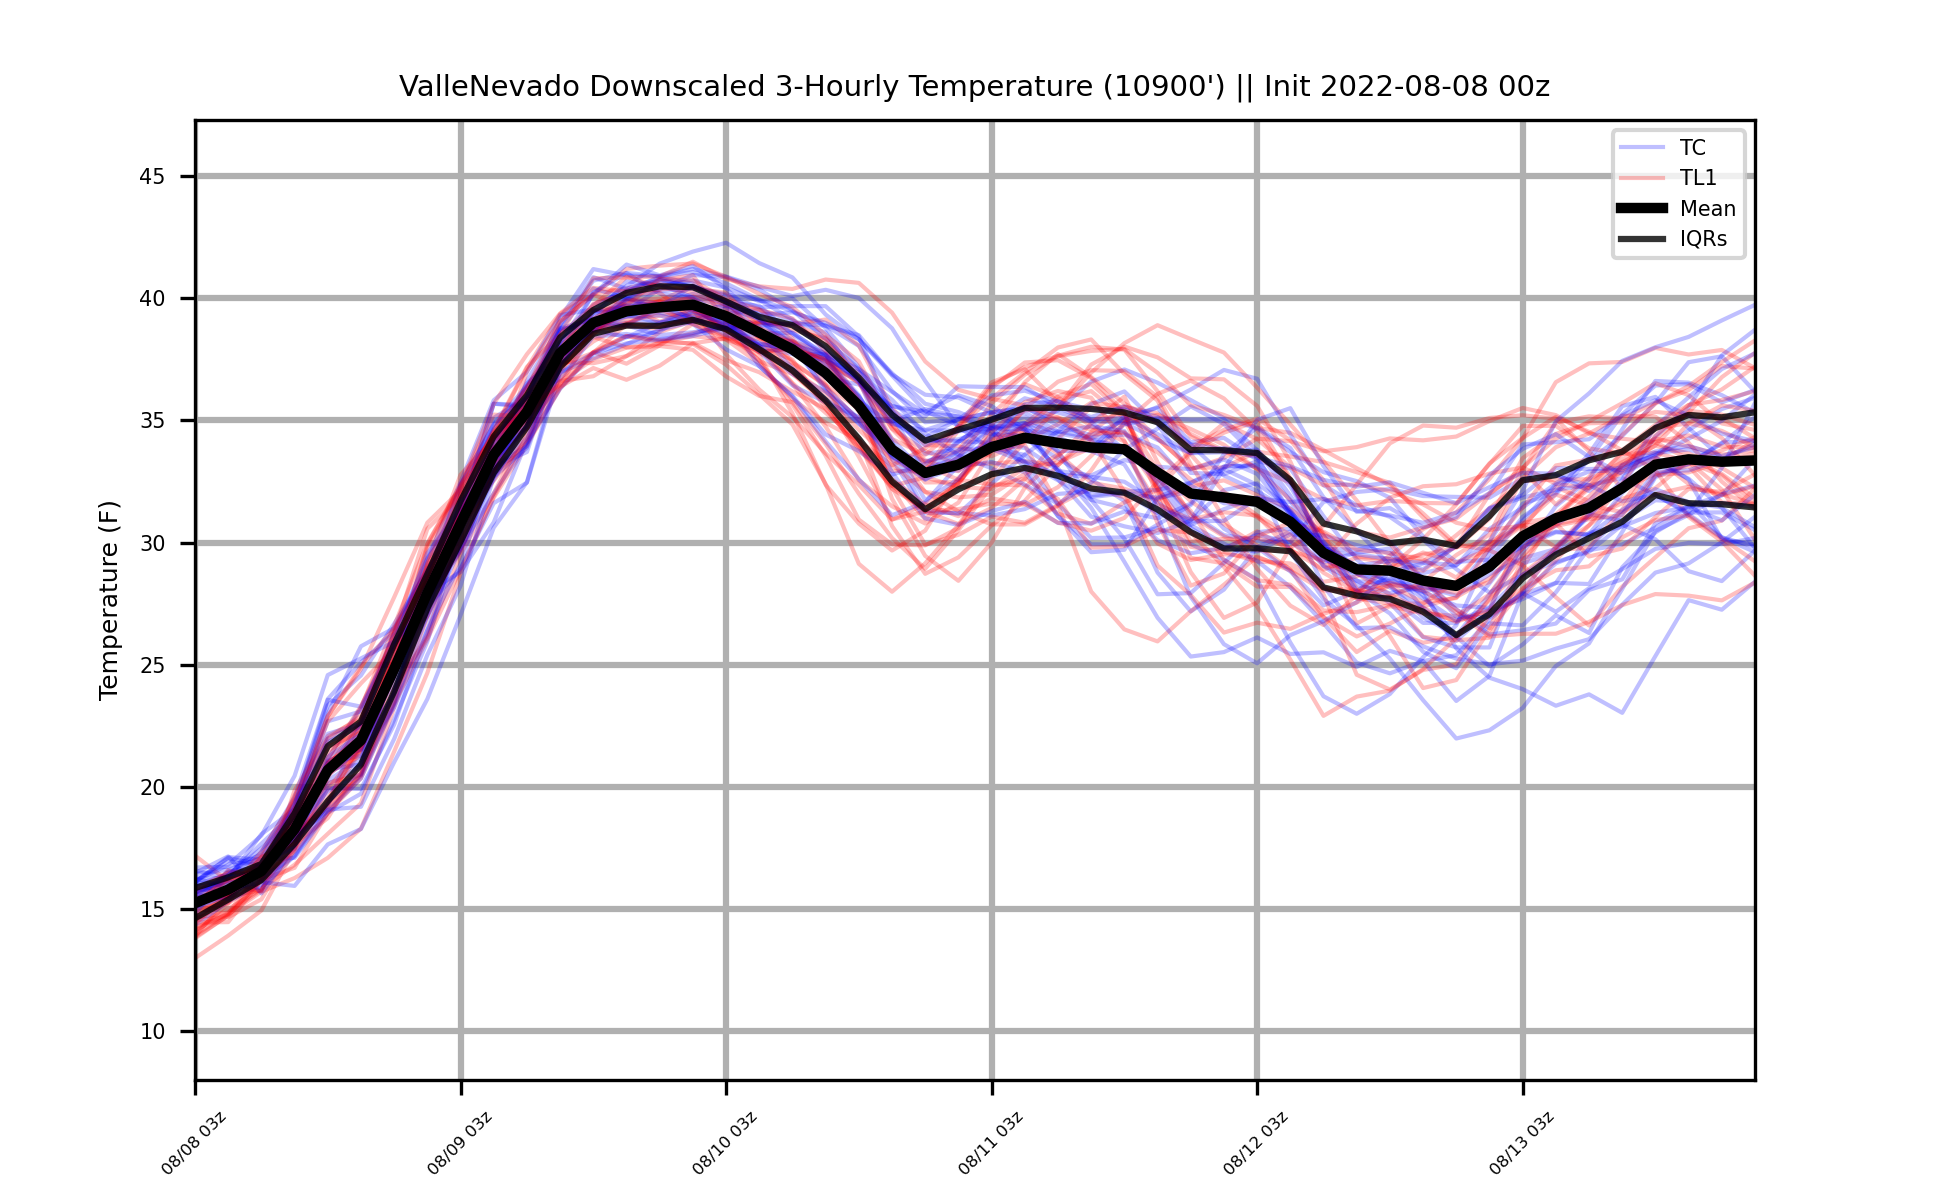 ValleNevado Downscaled 3-Hourly Temperature (10900') || Init 2022-08-08 00z
TC
TL1
Mean
IQRs
Temperature (F)
45
40
35
30
25
20
15
10
08/08 03z
08/09 03z
08/10 03z
08/11 03z
08/12 03z
08/13 03z